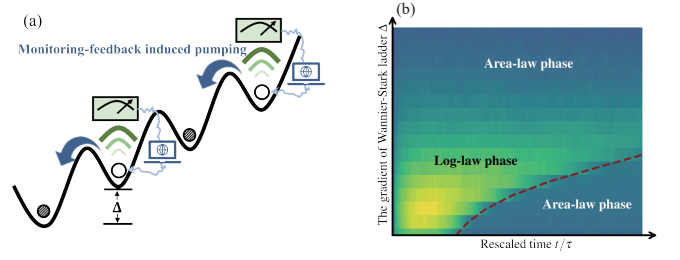 (a)
Monitoring-feedback induced pumping
Δ
(b)
The gradient of Wannier-Stark ladder Δ
Area-law phase
Log-law phase
Area-law phase
Rescaled time t/τ